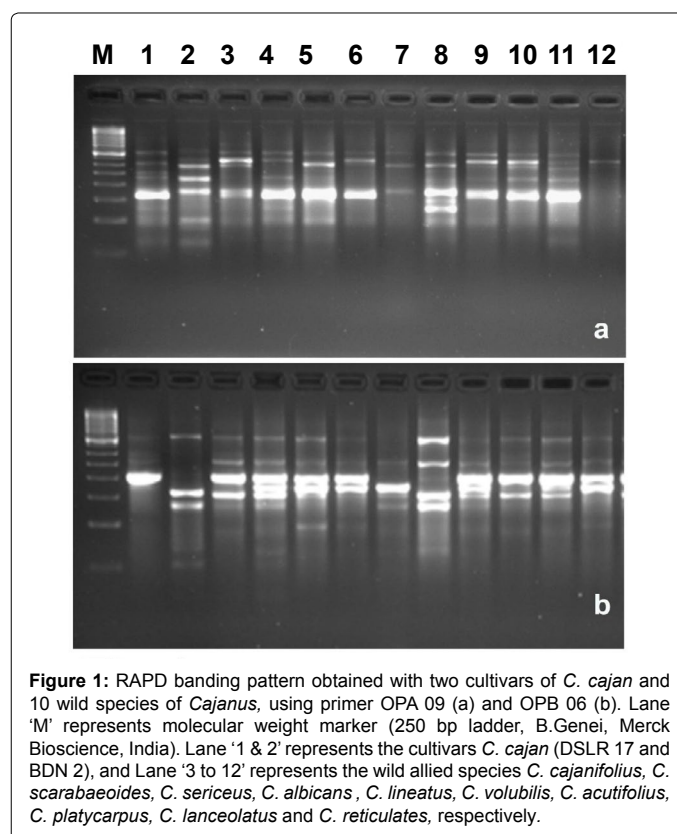 M 1 2 3 4 5 6 7 8 9 10 11 12
a
b
Figure 1: RAPD banding pattern obtained with two cultivars of C. cajan and
10 wild species of Cajanus, using primer OPA 09 (a) and OPB 06 (b). Lane
‘M’ represents molecular weight marker (250 bp ladder, B.Genei, Merck
Bioscience, India). Lane ‘1 & 2’ represents the cultivars C. cajan (DSLR 17 and
BDN 2), and Lane ‘3 to 12’ represents the wild allied species C. cajanifolius, C.
scarabaeoides, C. sericeus, C. albicans , C. lineatus, C. volubilis, C. acutifolius,
C. platycarpus, C. lanceolatus and C. reticulates, respectively.